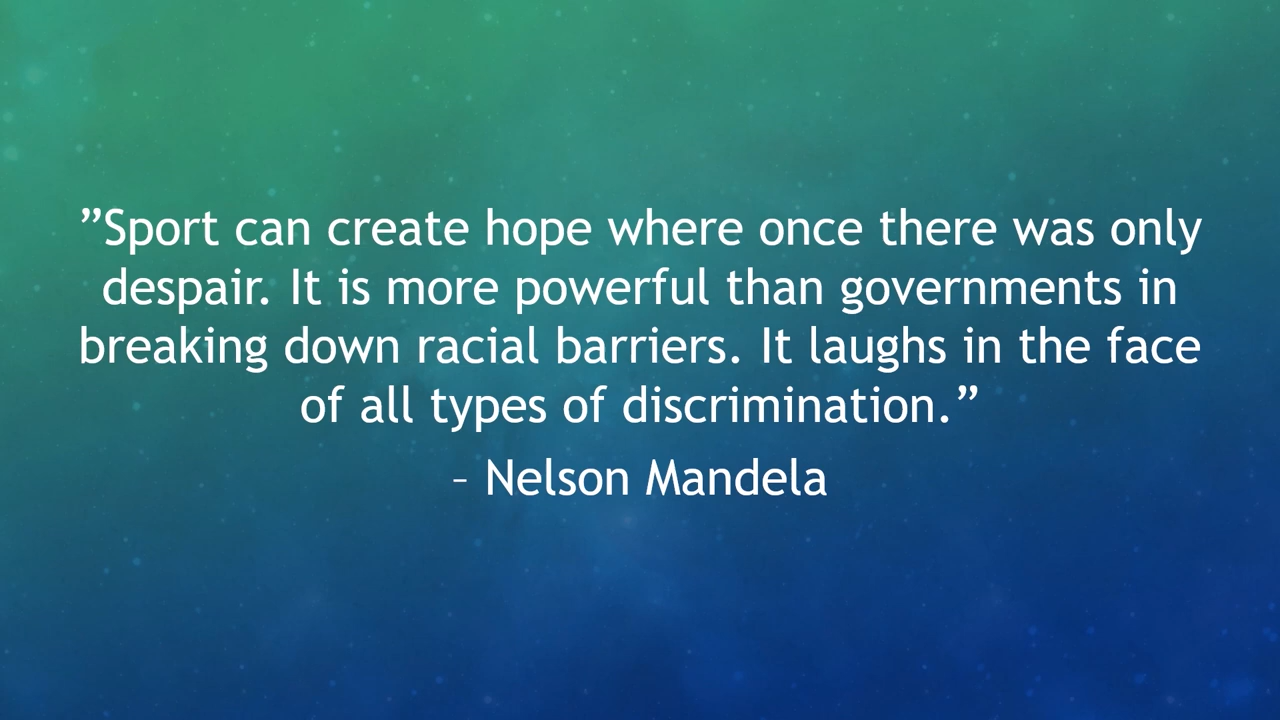 ”Sport can create hope where once there was only
despair. It is more powerful than governments in
breaking down racial barriers. It laughs in the face
of all types of discrimination.”
– Nelson Mandela